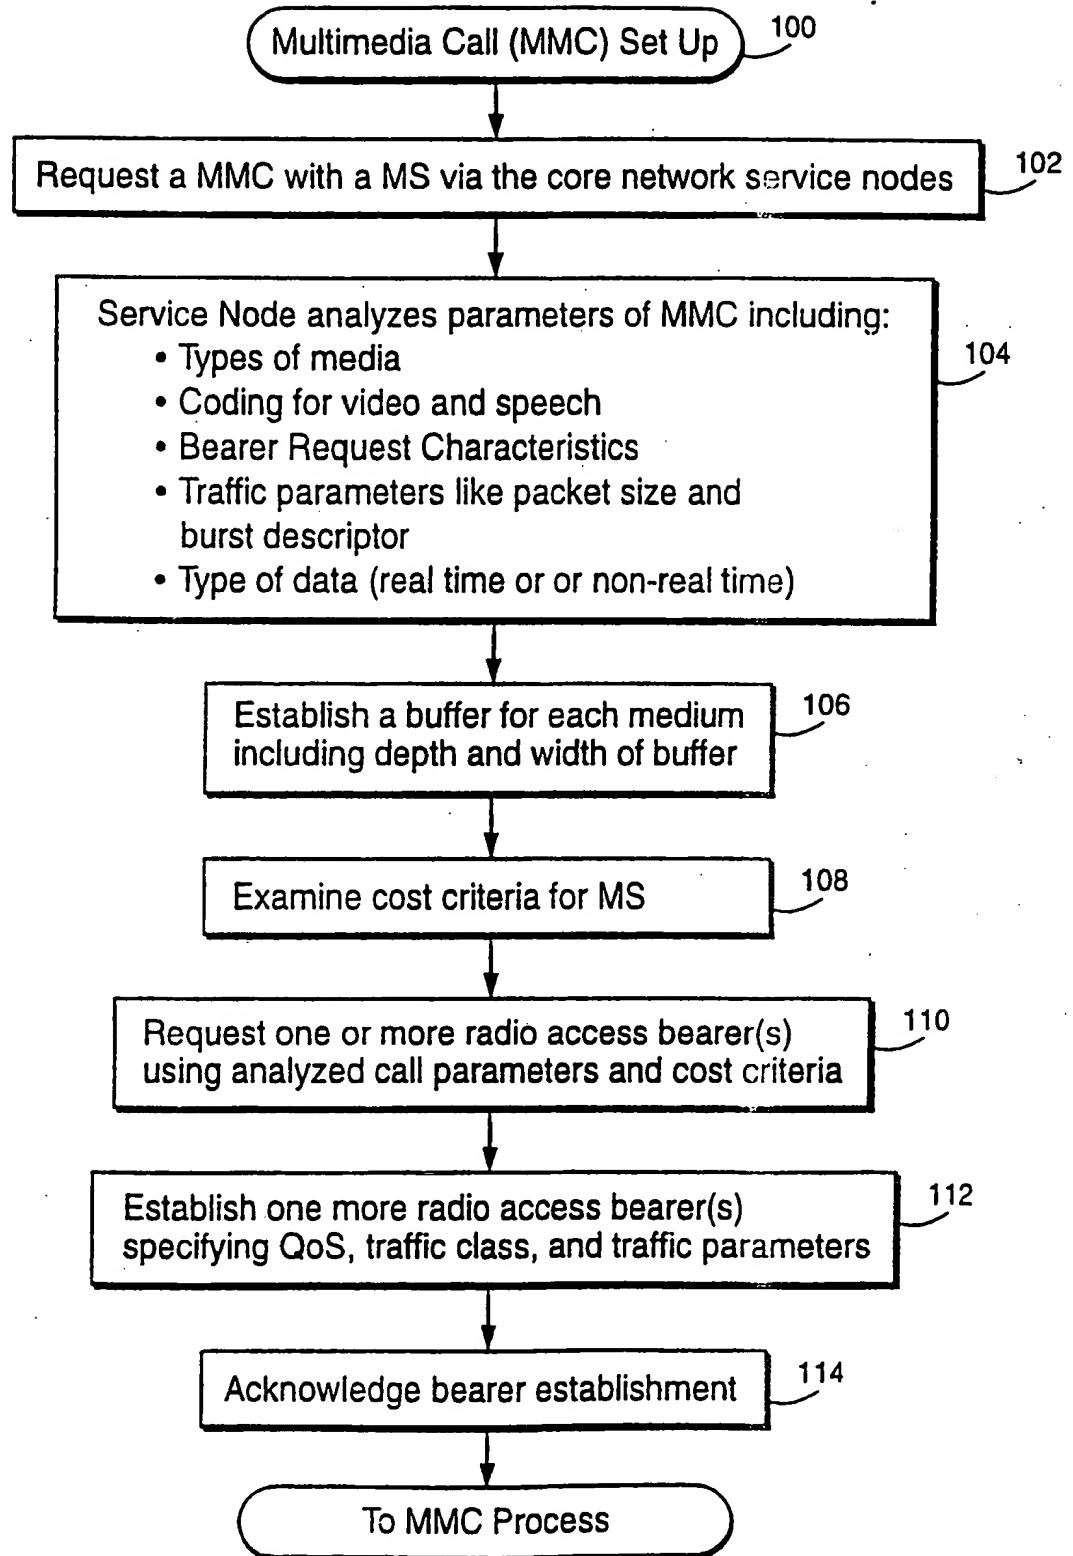 Multimedia Call (MMC) Set Up
100
Request a MMC with a MS via the core network service nodes
102
Service Node analyzes parameters of MMC including:
• Types of media
• Coding for video and speech
• Bearer Request Characteristics
• Traffic parameters like packet size and
burst descriptor
• Type of data (real time or or non-real time)
104
Establish a buffer for each medium
including depth and width of buffer
106
Examine cost criteria for MS
108
Request one or more radio access bearer(s)
using analyzed call parameters and cost criteria
110
Establish one more radio access bearer(s)
specifying QoS, traffic class, and traffic parameters
112
Acknowledge bearer establishment
114
To MMC Process